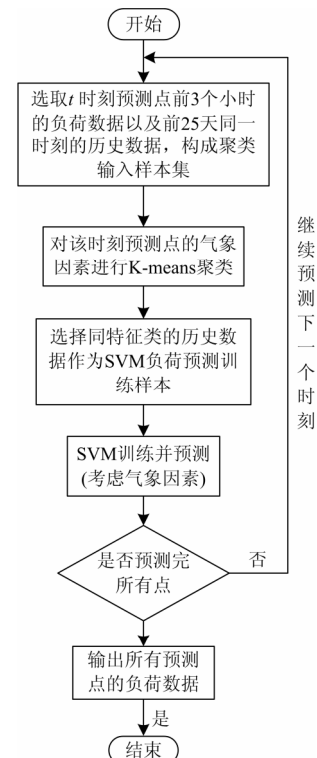 开始
选取t 时刻预测点前3个小时
的负荷数据以及前25天同一
时刻的历史数据，构成聚类
输入样本集
对该时刻预测点的气象
因素进行K-means聚类
选择同特征类的历史数
据作为SVM负荷预测训
练样本
SVM训练并预测
(考虑气象因素)
是否预测完
所有点
否
继续预测下一个时刻
输出所有预测
点的负荷数据
是
结束